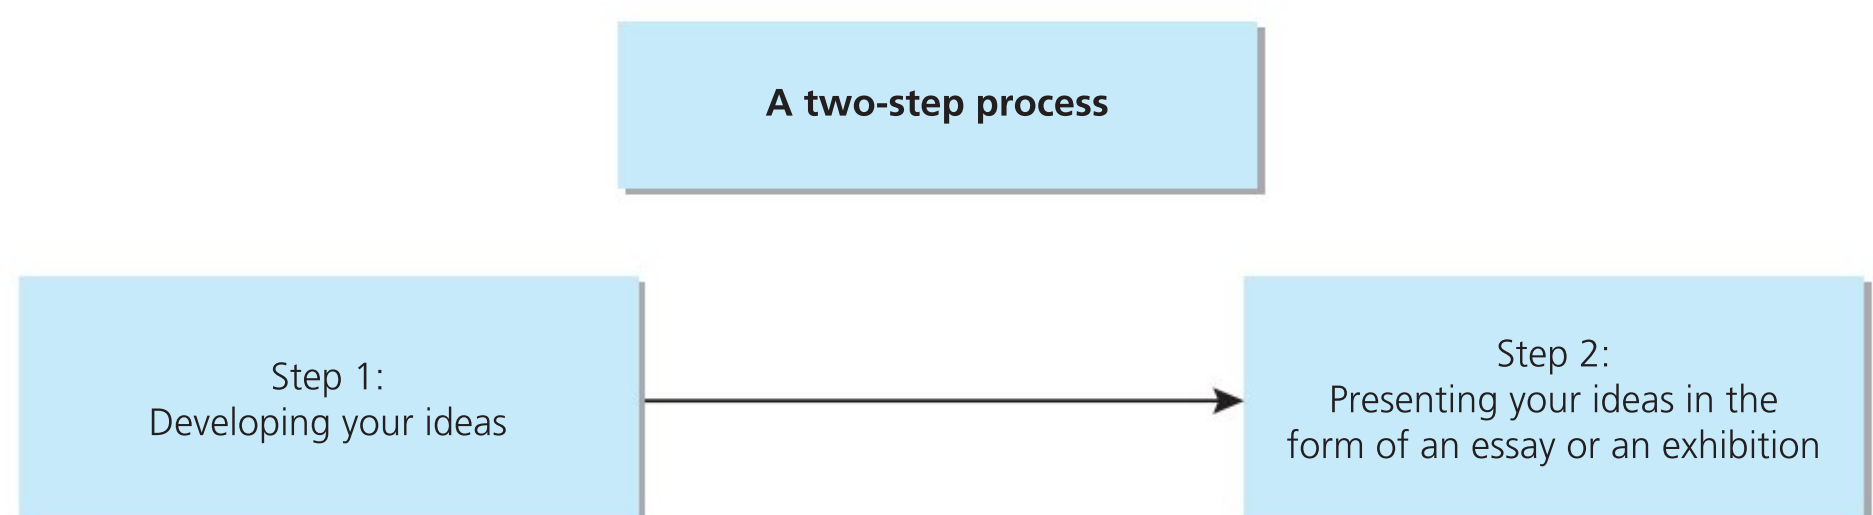 A two-step process
Step 1:
Developing your ideas
Step 2:
Presenting your ideas in the
form of an essay or an exhibition